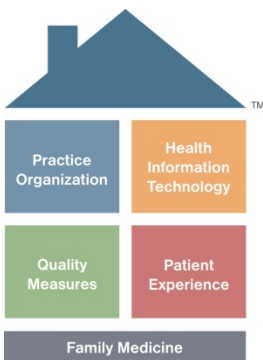 TM
Practice
Organization
Health
Information
Technology
Quality
Measures
Patient
Experience
Family Medicine